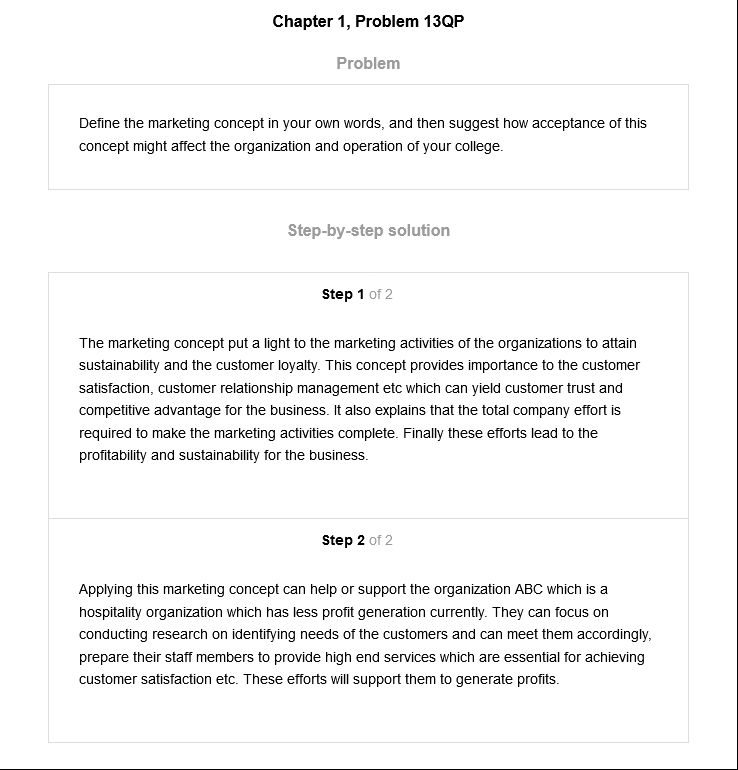 Chapter 1, Problem 13QP
Problem
Define the marketing concept in your own words, and then suggest how acceptance of this
concept might affect the organization and operation of your college.
Step-by-step solution
Step 1 of 2
The marketing concept put a light to the marketing activities of the organizations to attain
sustainability and the customer loyalty. This concept provides importance to the customer
satisfaction, customer relationship management etc which can yield customer trust and
competitive advantage for the business. It also explains that the total company effort is
required to make the marketing activities complete. Finally these efforts lead to the
profitability and sustainability for the business.
Step 2 of 2
Applying this marketing concept can help or support the organization ABC which is a
hospitality organization which has less profit generation currently. They can focus on
conducting research on identifying needs of the customers and can meet them accordingly,
prepare their staff members to provide high end services which are essential for achieving
customer satisfaction etc. These efforts will support them to generate profits.